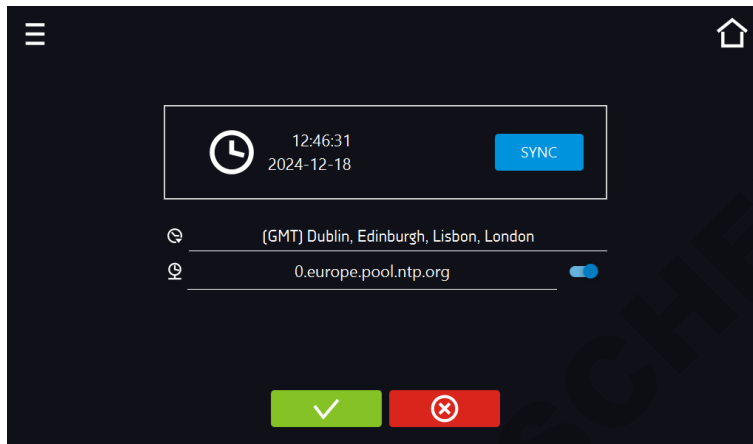 12:46:31
2024-12-18
SYNC
(GMT) Dublin, Edinburgh, Lisbon, London
0.europe.pool.ntp.org